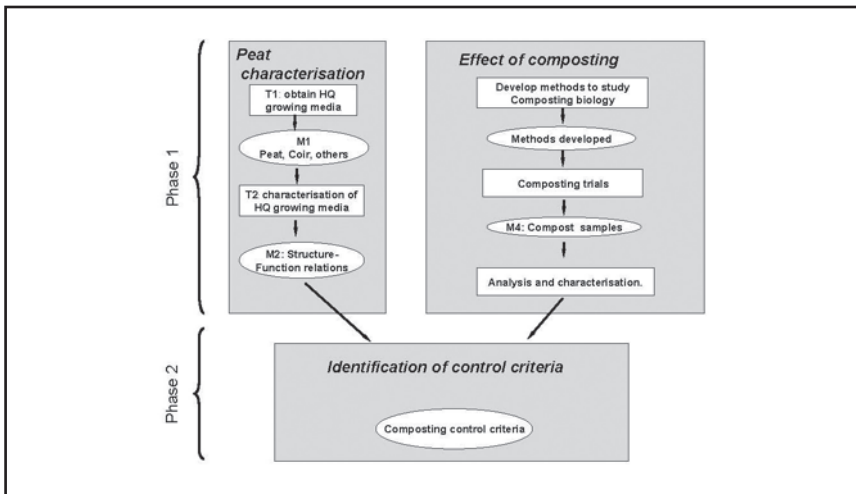 Phase 1
Peat
characterisation
T1: obtain HQ
growing media
M1
Peat, Coir, others
T2 characterisation of
HQ growing media
M2: Structure-
Function relations
Effect of composting
Develop methods to study
Composting biology
Methods developed
Composting trials
M4: Compost samples
Analysis and characterisation.
Phase 2
Identification of control criteria
Composting control criteria